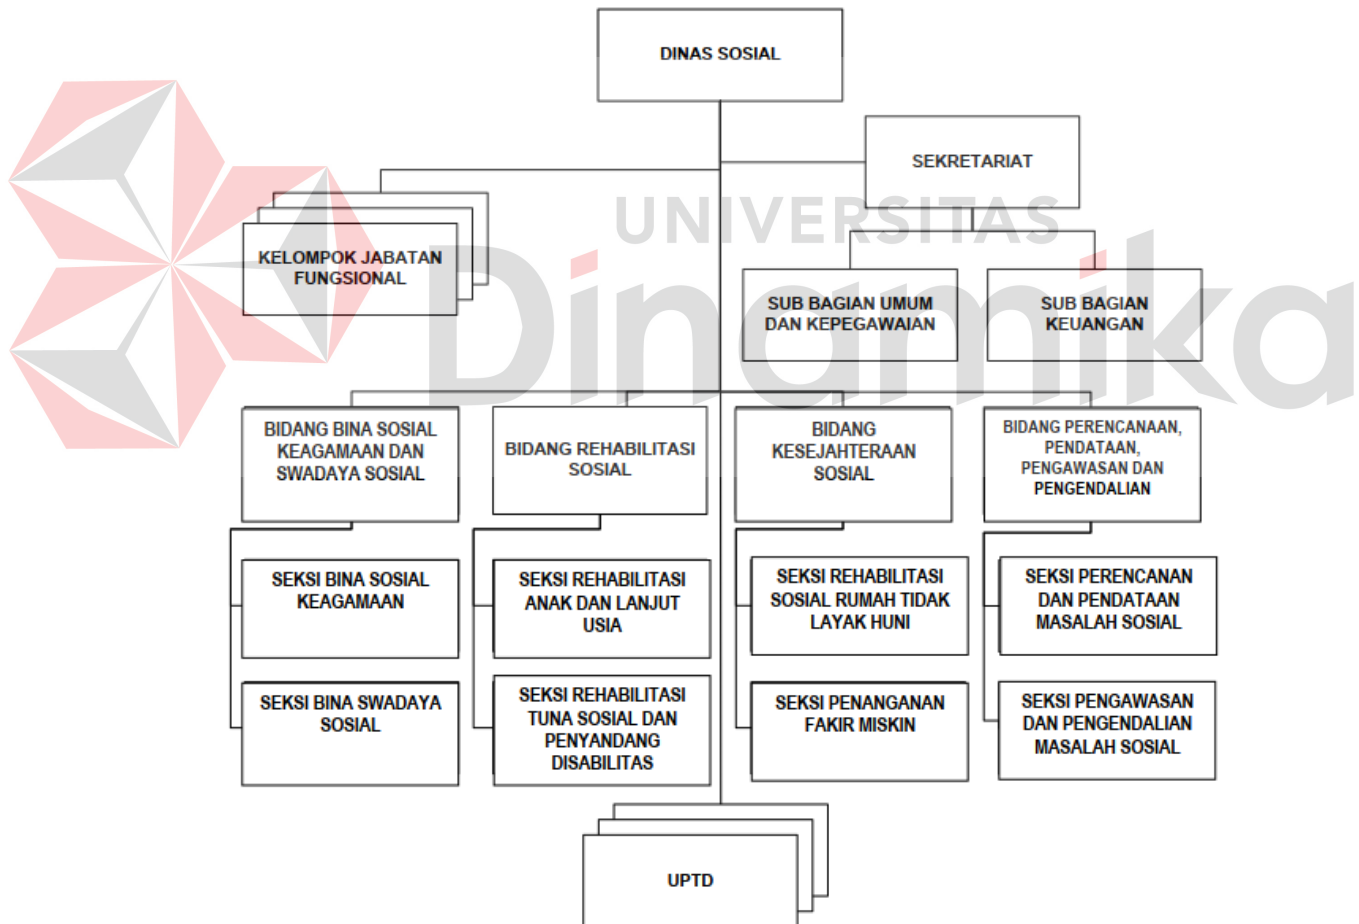 DINAS SOSIAL
SEKRETARIAT
UNIVERSITAS
Dinamika
KELOMPOK JABATAN
FUNGSIONAL
SUB BAGIAN UMUM
DAN KEPEGAWAIAN
SUB BAGIAN
KEUANGAN
BIDANG BINA SOSIAL
KEAGAMAAN DAN
SWADAYA SOSIAL
BIDANG REHABILITASI
SOSIAL
BIDANG
KESEJAHTERAAN
SOSIAL
BIDANG PERENCANAAN,
PENDATAAN,
PENGAWASAN DAN
PENGENDALIAN
SEKSI BINA SOSIAL
KEAGAMAAN
SEKSI REHABILITASI
ANAK DAN LANJUT
USIA
SEKSI REHABILITASI
SOSIAL RUMAH TIDAK
LAYAK HUNI
SEKSI PERENCANAN
DAN PENDATAAN
MASALAH SOSIAL
SEKSI BINA SWADAYA
SOSIAL
SEKSI REHABILITASI
TUNA SOSIAL DAN
PENYANDANG
DISABILITAS
SEKSI PENANGANAN
FAKIR MISKIN
SEKSI PENGAWASAN
DAN PENGENDALIAN
MASALAH SOSIAL
UPTD